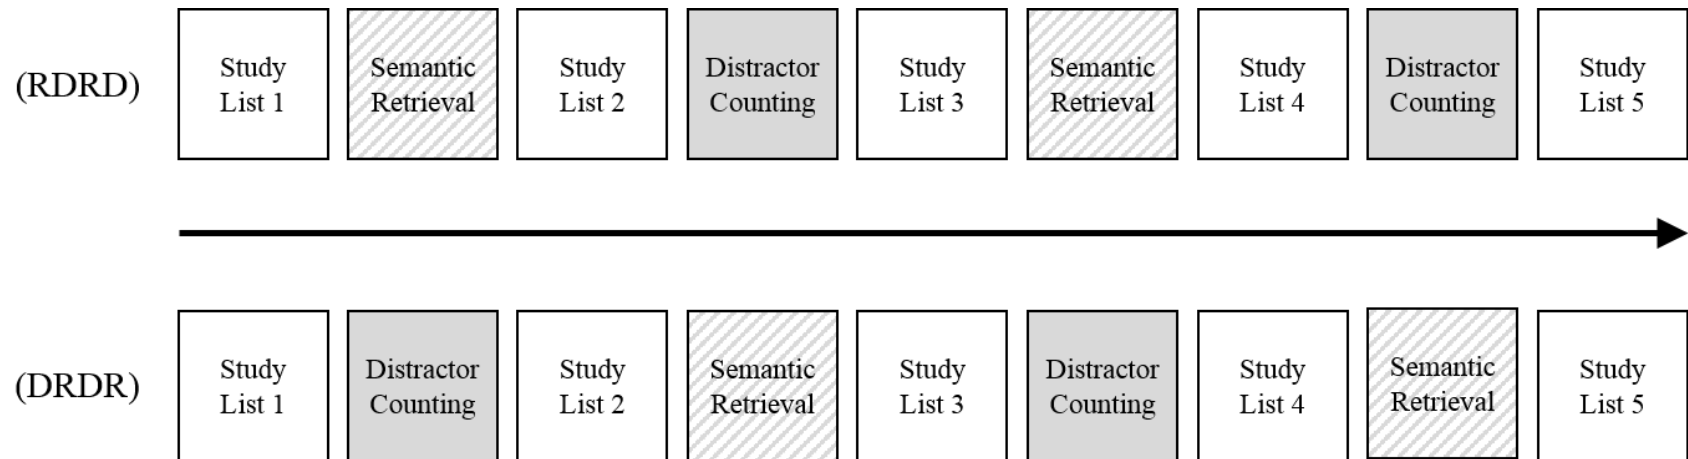 (RDRD)
Study
List 1
Semantic
Retrieval
Study
List 2
Distractor
Counting
Study
List 3
Semantic
Retrieval
Study
List 4
Distractor
Counting
Study
List 5
(DRDR)
Study
List 1
Distractor
Counting
Study
List 2
Semantic
Retrieval
Study
List 3
Distractor
Counting
Study
List 4
Semantic
Retrieval
Study
List 5